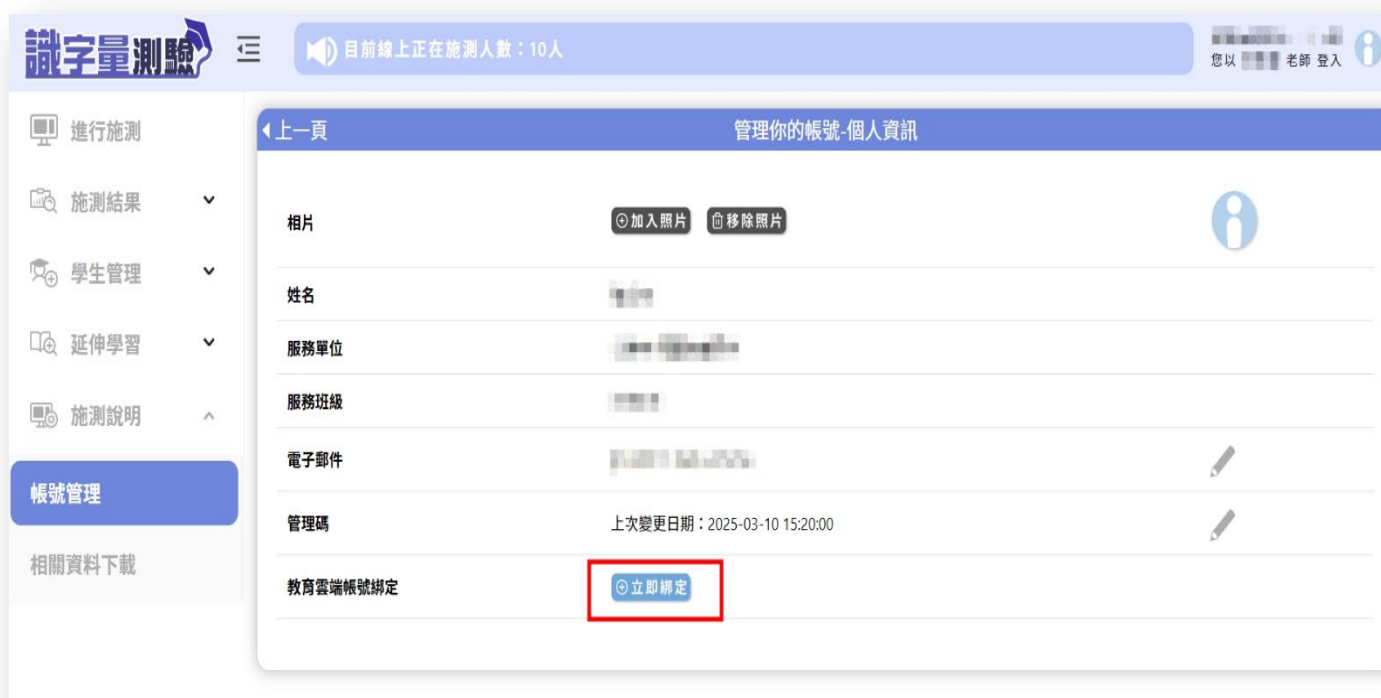 識字量測驗
目前線上正在施測人數：10人
您以 老師 登入
進行施測
施測結果
學生管理
延伸學習
施測說明
帳號管理
相關資料下載
上一頁
管理你的帳號-個人資訊
相片
加入照片
移除照片
姓名
服務單位
服務班級
電子郵件
管理碼
上次變更日期：2025-03-10 15:20:00
教育雲端帳號綁定
立即綁定